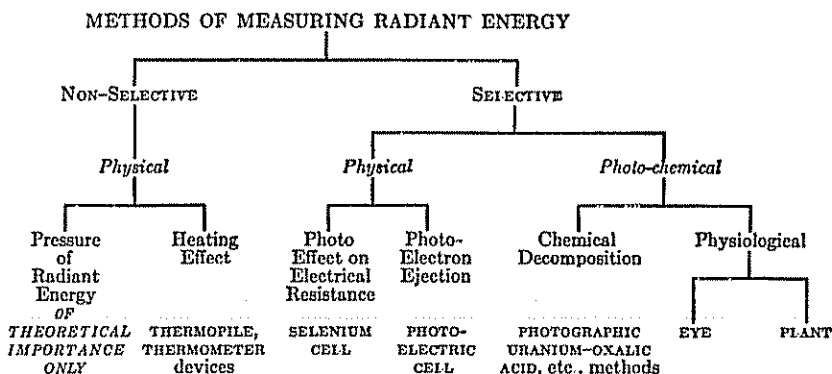 METHODS OF MEASURING RADIANT ENERGY
NON-SELECTIVE
SELECTIVE
Physical
Physical
Photo-chemical
Pressure
of
Radiant
Energy
OF
THEORETICAL
IMPORTANCE
ONLY
Heating
Effect
THERMOPILE,
THERMOMETER
devices
Photo
Effect on
Electrical
Resistance
SELENIUM
CELL
Photo-
Electron
Ejection
PHOTO-
ELECTRIC
CELL
Chemical
Decomposition
PHOTOGRAPHIC
URANIUM-OXALIC
ACID, etc., methods
Physiological
EYE
PLANT